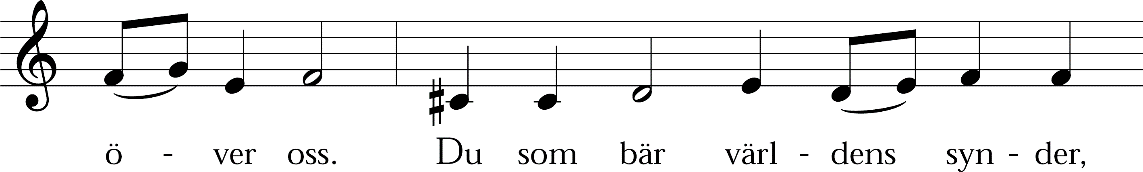 ö - ver oss. Du som bär värl - dens syn - der,